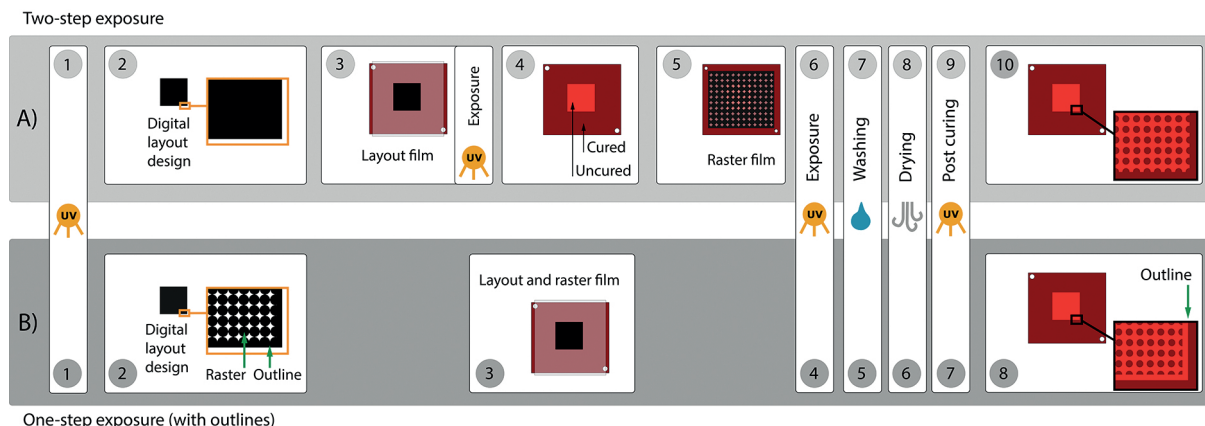 Two-step exposure
A)
1
UV
2
Digital
layout
design
3
Layout film
Exposure
UV
4
Cured
Uncured
5
Raster film
6
Exposure
UV
7
Washing
8
Drying
9
Post curing
UV
10
B)
1
2
Digital
layout
design
Raster
Outline
3
Layout and raster film
4
5
6
7
8
Outline
One-step exposure (with outlines)